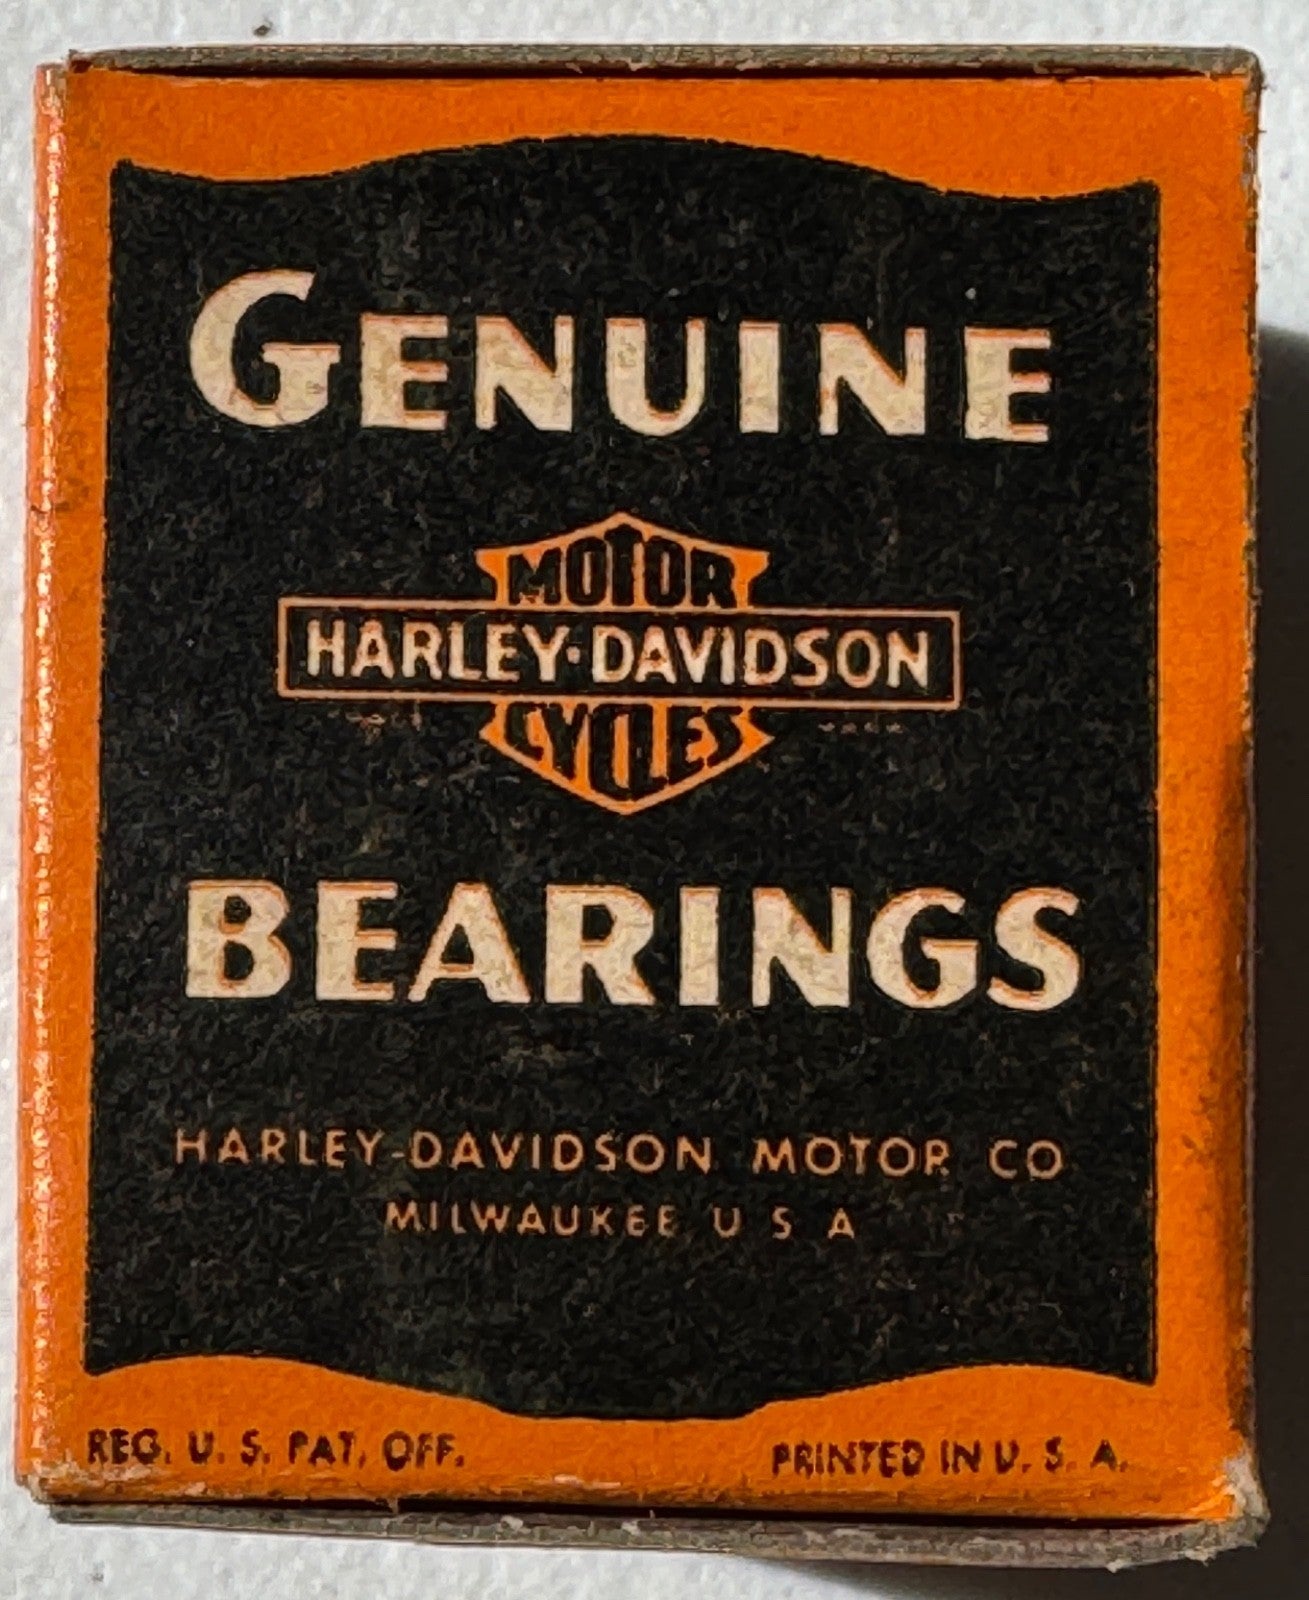 GENUINE
MOTOR
HARLEY-DAVIDSON
CYCLES
BEARINGS
HARLEY-DAVIDSON MOTOR CO
MILWAUKEE U S A
REG. U. S. PAT. OFF.
PRINTED IN U. S. A.